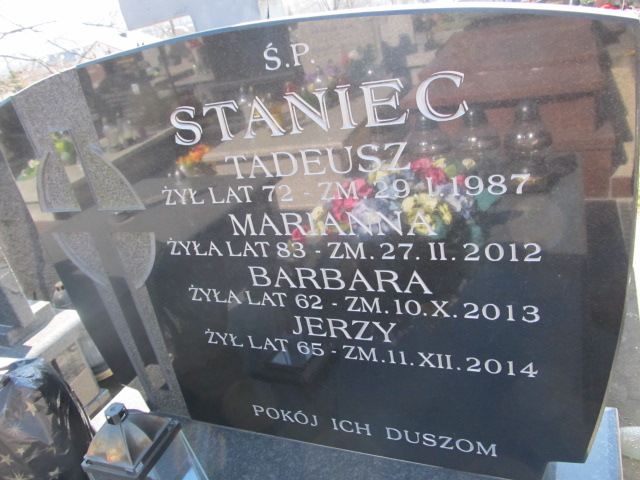 Ś.P.
STANIEC
TADEUSZ
ŻYŁ LAT 72 - ZM. 29. I. 1987
MARIANNA
ŻYŁA LAT 83 - ZM. 27. II. 2012
BARBARA
ŻYŁA LAT 62 - ZM. 10. X. 2013
JERZY
ŻYŁ LAT 65 - ZM. 11. XII. 2014
POKÓJ ICH DUSZOM